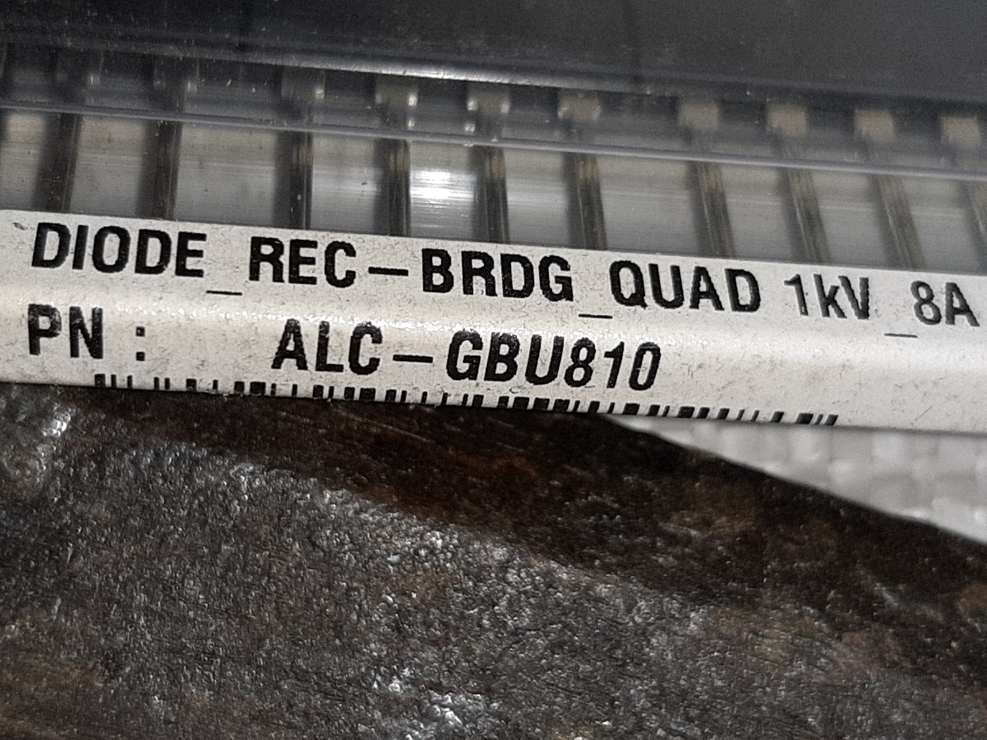 DIODE_REC-BRDG_QUAD 1kV_8A
PN: ALC-GBU810